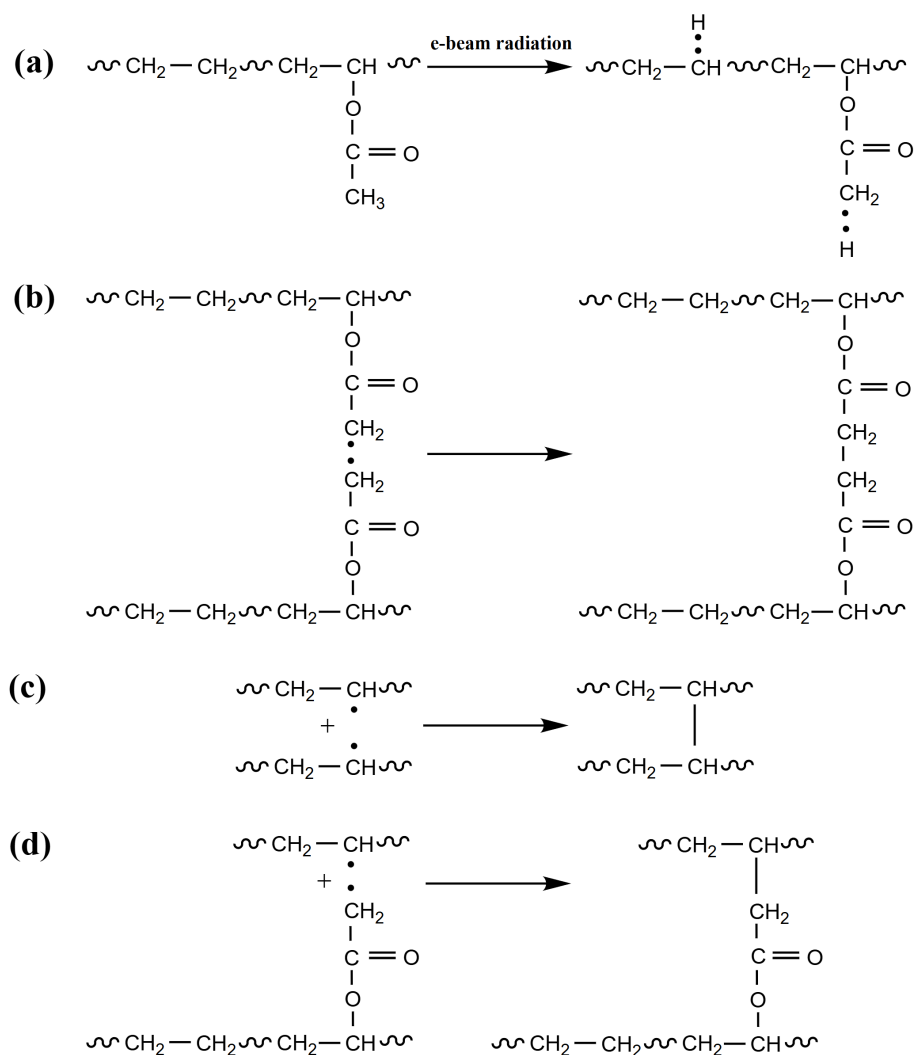 H
(a) CH2 CH2 CH2 CH e-beam radiation CH2 CH CH2 CH
O O
C O C O
CH3 CH2
H
(b) CH2 CH2 CH2 CH CH2 CH2 CH2 CH
O O
C O C O
CH2 CH2
CH2 CH2
C O C O
O O
CH2 CH2 CH2 CH CH2 CH2 CH2 CH
(c) CH2 CH CH2 CH
+
CH2 CH CH2 CH
(d) CH2 CH CH2 CH
+
CH2 CH2
C O C O
O O
CH2 CH2 CH2 CH CH2 CH2 CH2 CH